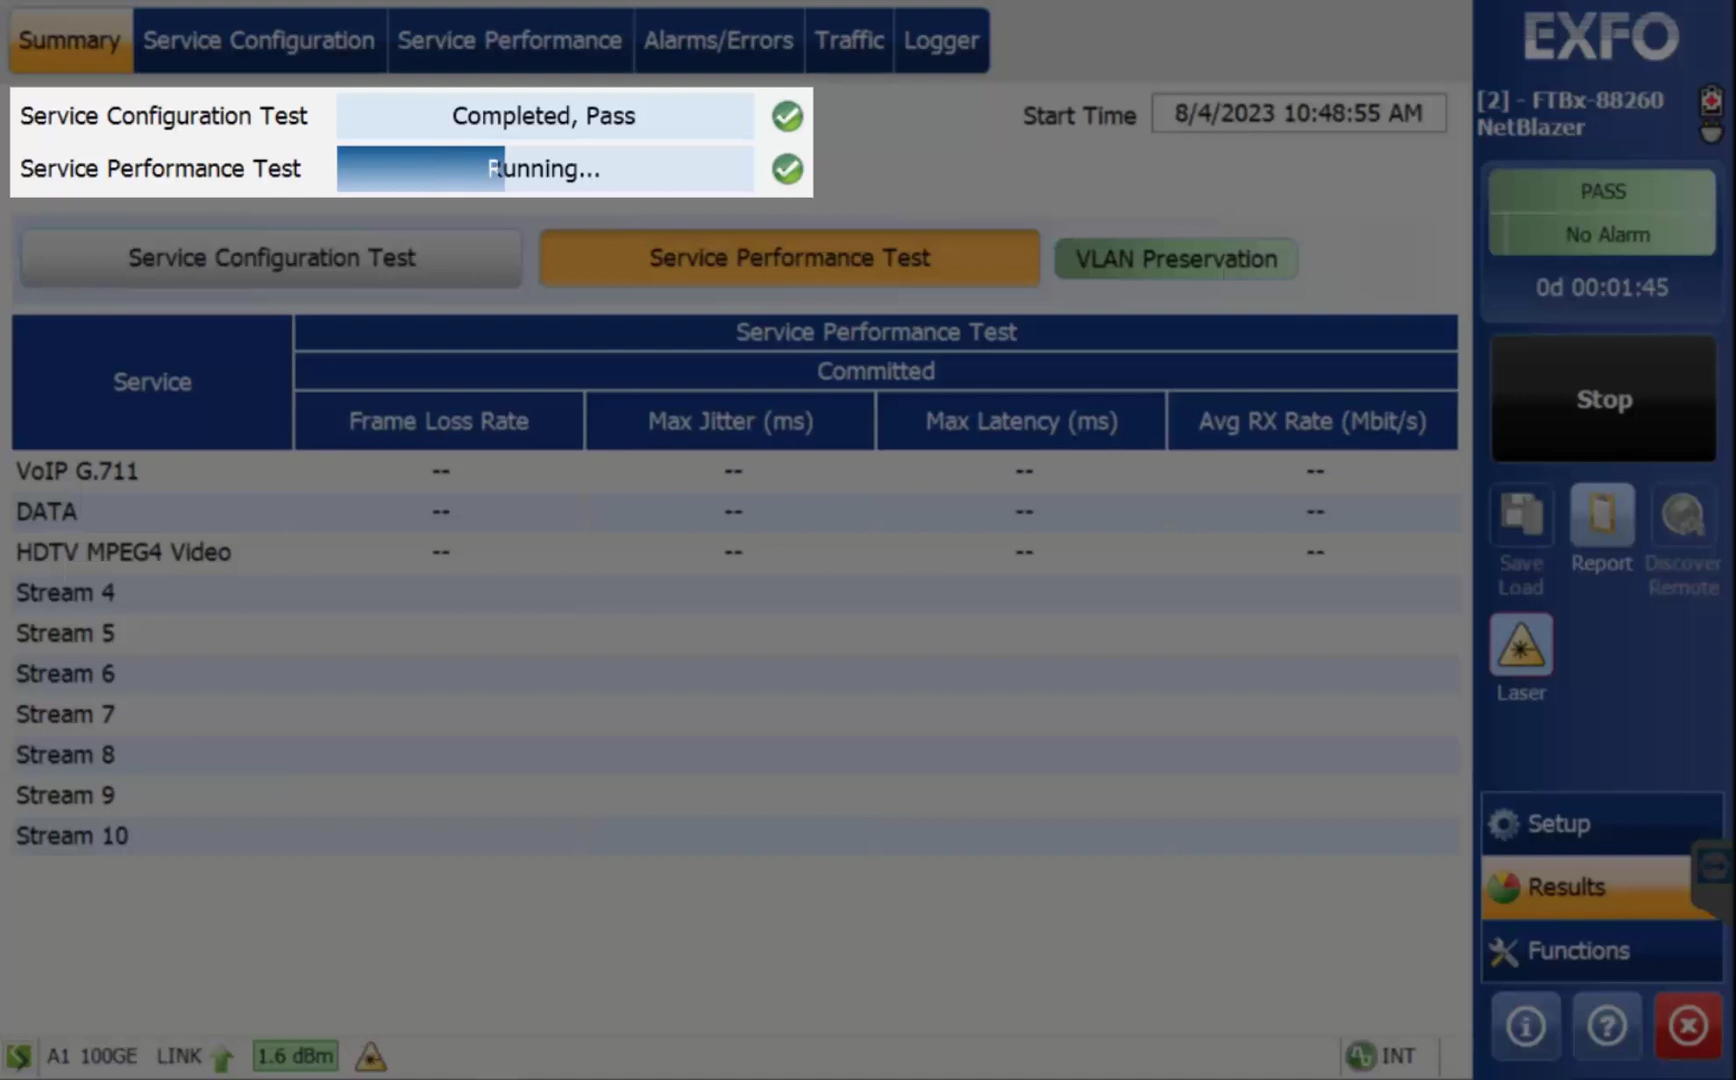 Summary Service Configuration Service Performance Alarms/Errors Traffic Logger
EXFO
Service Configuration Test Completed, Pass
Start Time 8/4/2023 10:48:55 AM
[2] - FTBx-88260
NetBlazer
Service Performance Test Running...
PASS
No Alarm
0d 00:01:45
Service Configuration Test Service Performance Test VLAN Preservation
Service
Service Performance Test
Committed
Frame Loss Rate Max Jitter (ms) Max Latency (ms) Avg RX Rate (Mbit/s)
VoIP G.711 -- -- -- --
DATA -- -- -- --
HDTV MPEG4 Video -- -- -- --
Stream 4
Stream 5
Stream 6
Stream 7
Stream 8
Stream 9
Stream 10
Stop
Save
Load
Report
Discover
Remote
Laser
Setup
Results
Functions
A1 100GE LINK 1.6 dBm INT